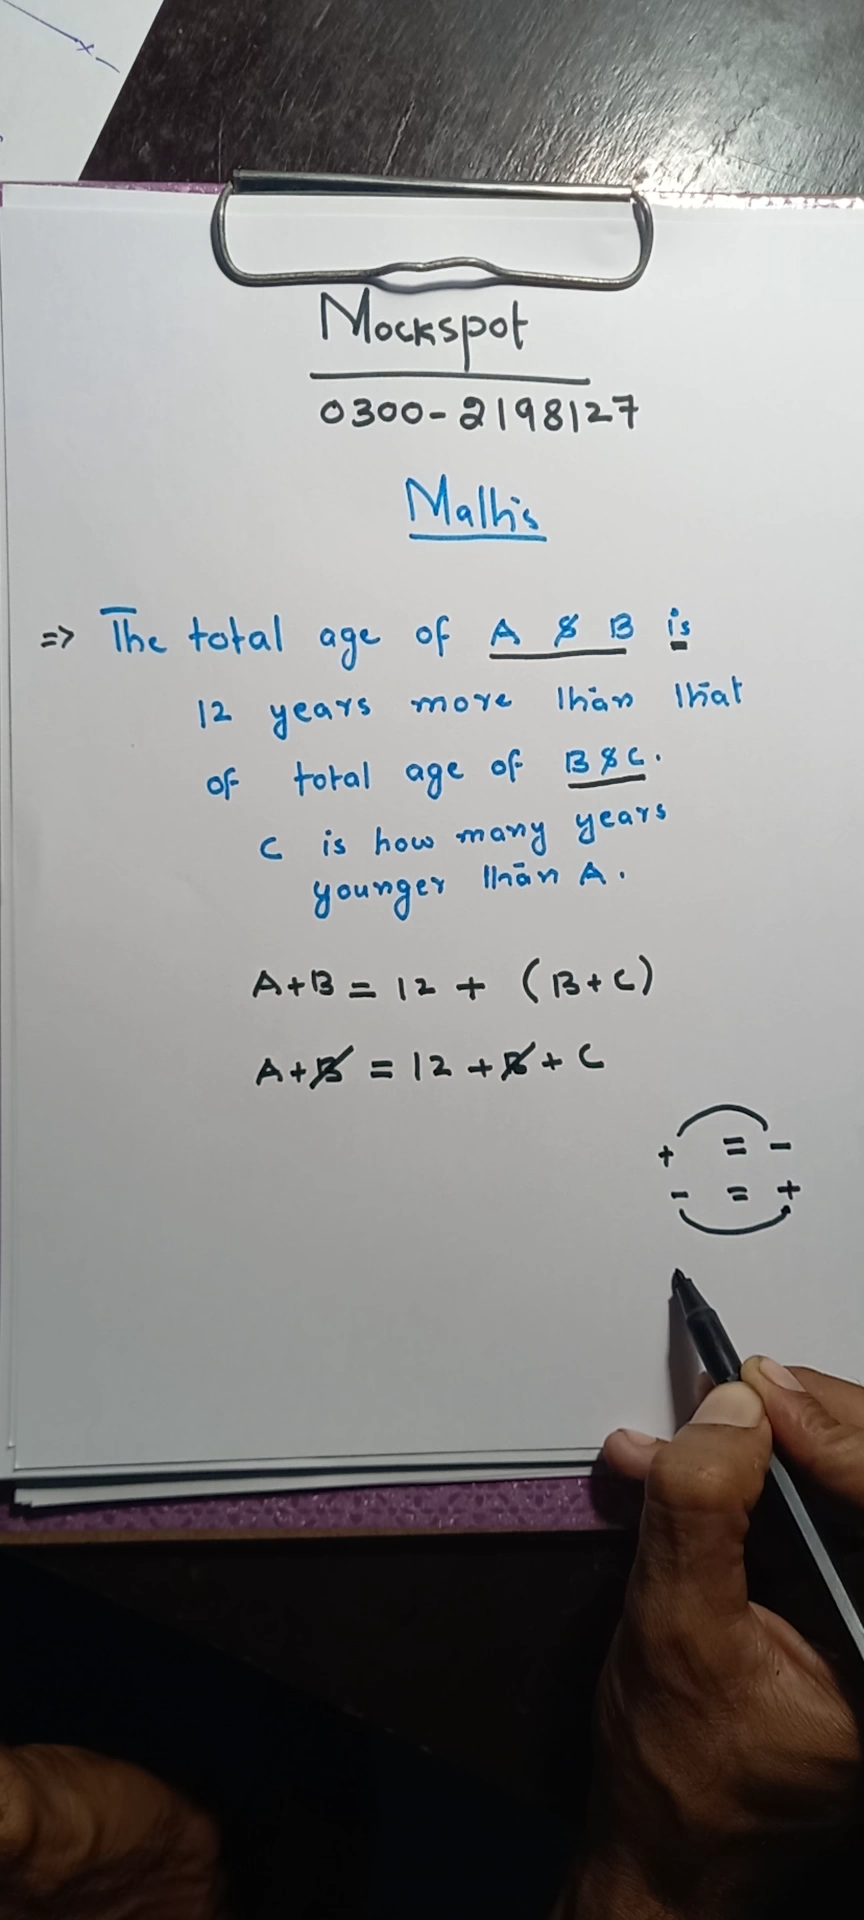 Mockspot
0300-2198127
Maths
=> The total age of A & B is
12 years more than that
of total age of B & C.
C is how many years
younger than A.
A+B = 12 + (B+C)
A+B = 12 + B + C
+ = -
- = +